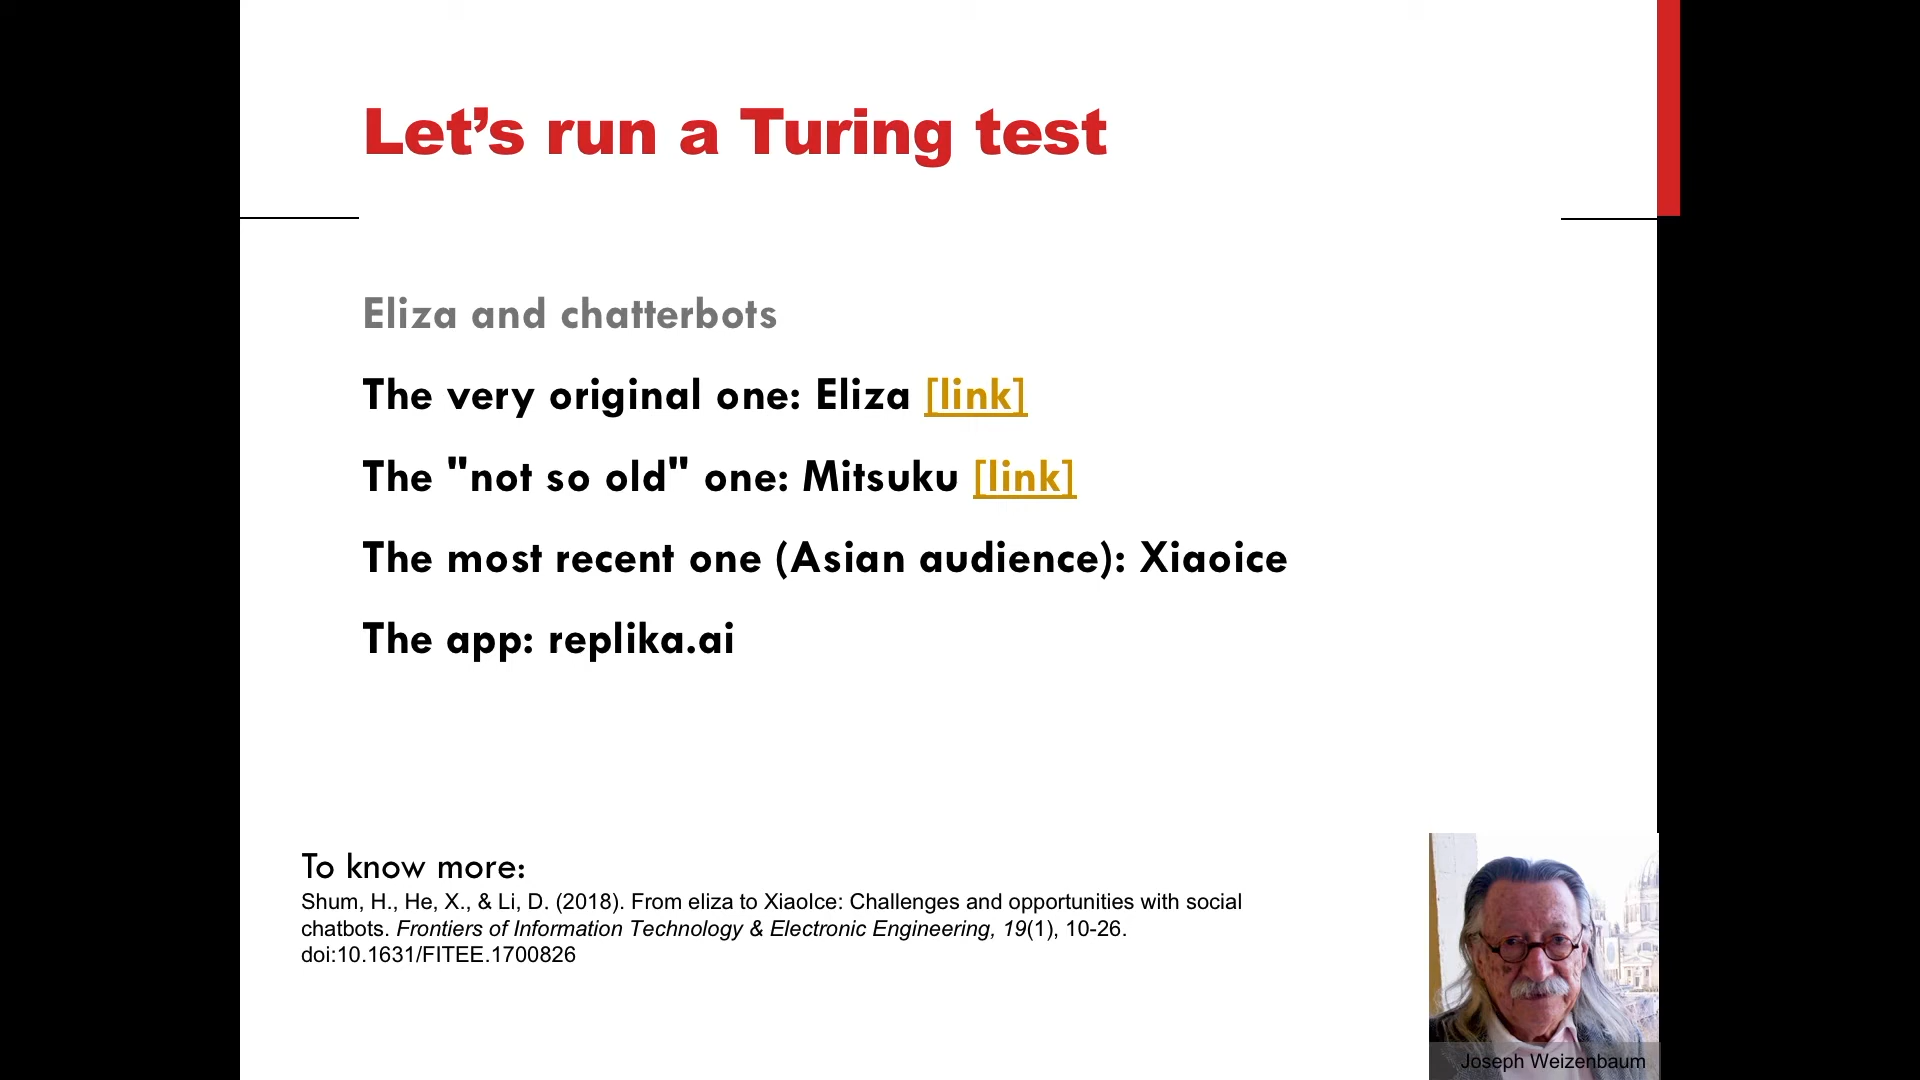 Let’s run a Turing test
Eliza and chatterbots
The very original one: Eliza [link]
The "not so old" one: Mitsuku [link]
The most recent one (Asian audience): Xiaoice
The app: replika.ai
To know more:
Shum, H., He, X., & Li, D. (2018). From eliza to XiaoIce: Challenges and opportunities with social
chatbots. Frontiers of Information Technology & Electronic Engineering, 19(1), 10-26.
doi:10.1631/FITEE.1700826
Joseph Weizenbaum